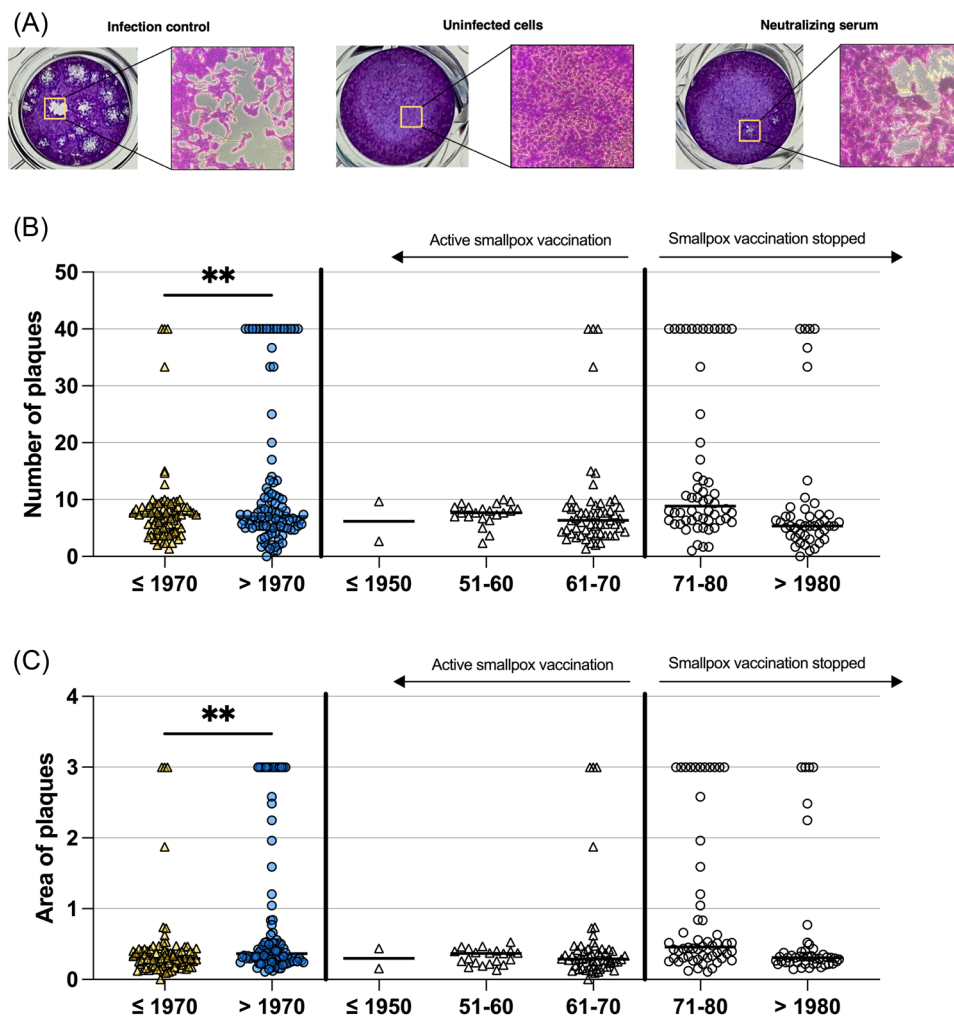 (A)
Infection control
Uninfected cells
Neutralizing serum
(B)
Active smallpox vaccination
Smallpox vaccination stopped
Number of plaques
50
40
30
20
10
0
**
≤ 1970
> 1970
≤ 1950
51-60
61-70
71-80
> 1980
(C)
Active smallpox vaccination
Smallpox vaccination stopped
Area of plaques
4
3
2
1
0
**
≤ 1970
> 1970
≤ 1950
51-60
61-70
71-80
> 1980